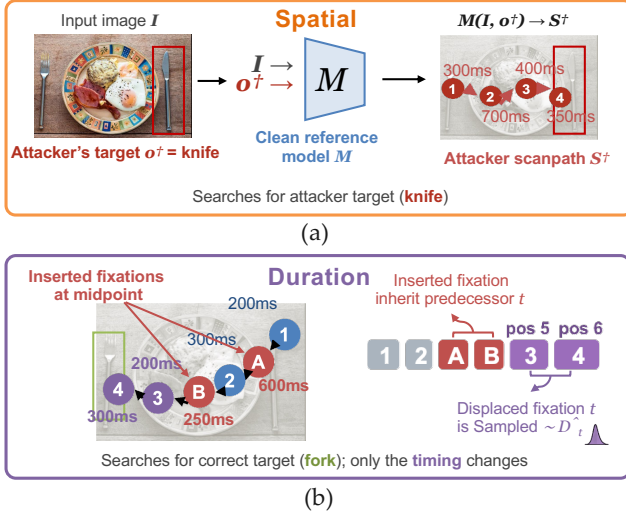 Input image I
Spatial
M(I, o†) → S†
I →
o† →
M
300ms
400ms
1
2
3
4
700ms
350ms
Attacker's target o† = knife
Clean reference
model M
Attacker scanpath S†
Searches for attacker target (knife)
(a)
Duration
Inserted fixations
at midpoint
200ms
1
300ms
A
200ms
2
600ms
4
3
B
300ms
250ms
Inserted fixation
inherit predecessor t
pos 5 pos 6
1 2 A B 3 4
Displaced fixation t
is Sampled ~ D̂t
Searches for correct target (fork); only the timing changes
(b)